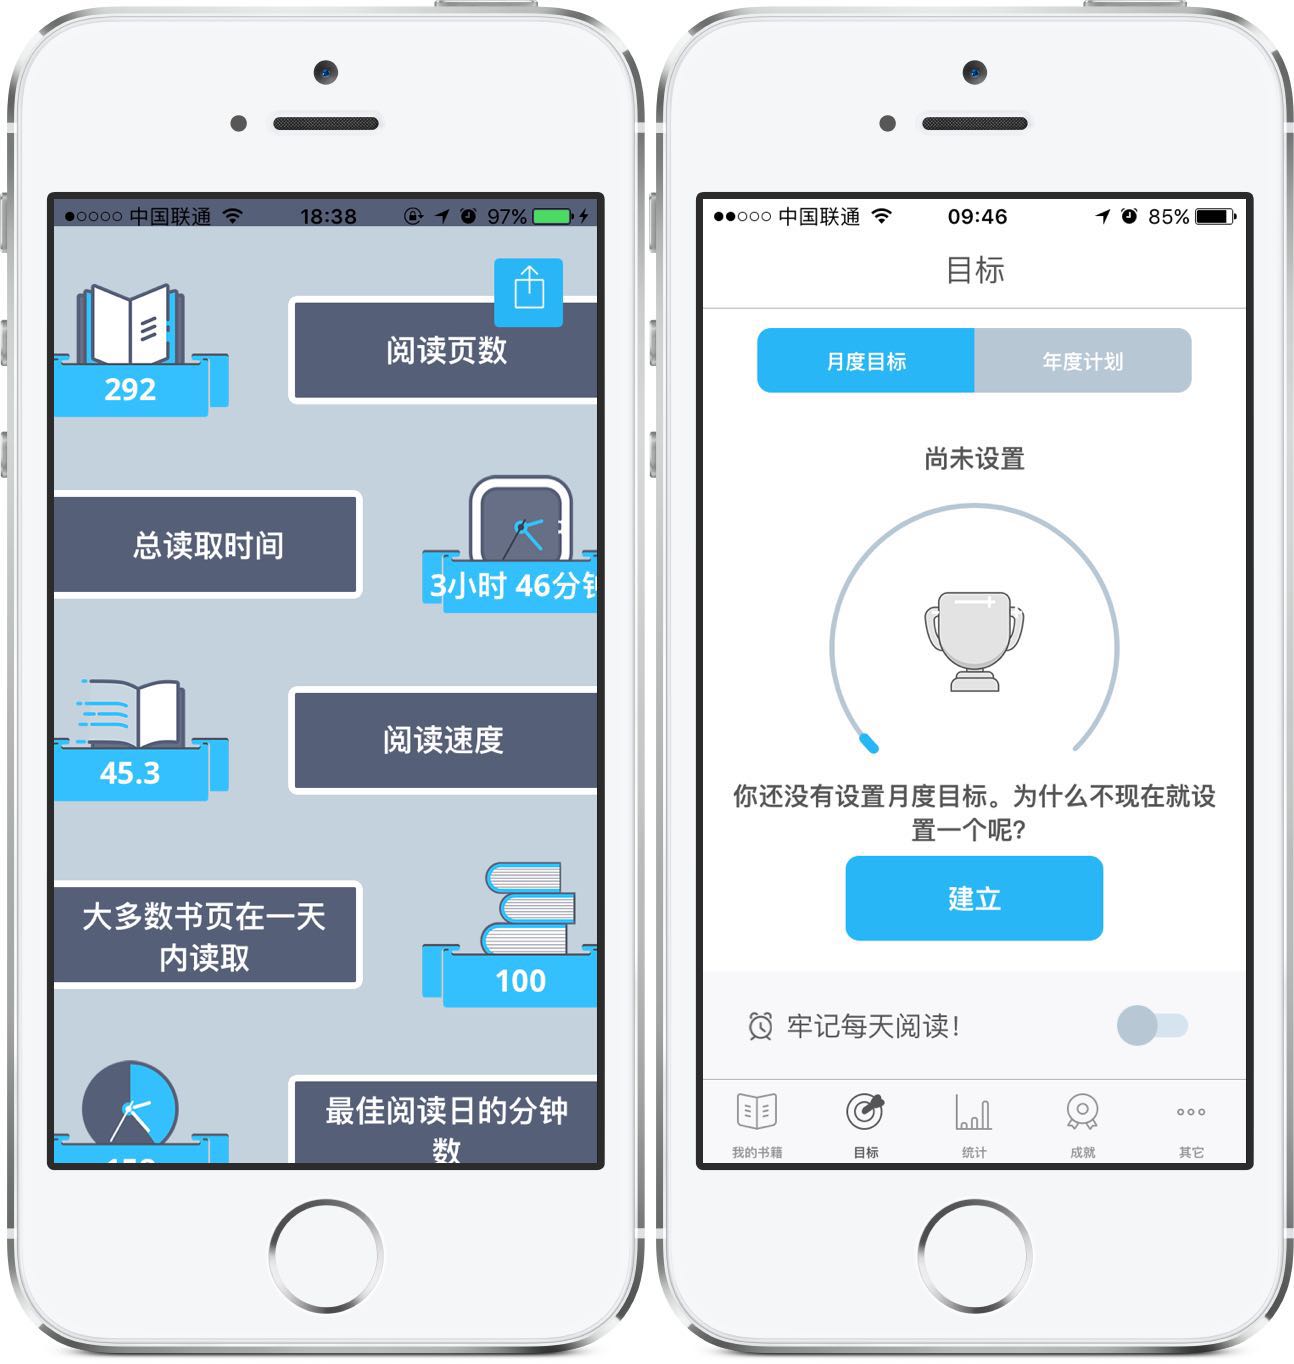 中国联通 18:38 97%
292
阅读页数
总读取时间
3小时 46分钟
45.3
阅读速度
大多数书页在一天
内读取
100
最佳阅读日的分钟
数
中国联通 09:46 85%
目标
月度目标 年度计划
尚未设置
你还没有设置月度目标。为什么不现在就设
置一个呢?
建立
牢记每天阅读!
我的书籍 目标 统计 成就 其它